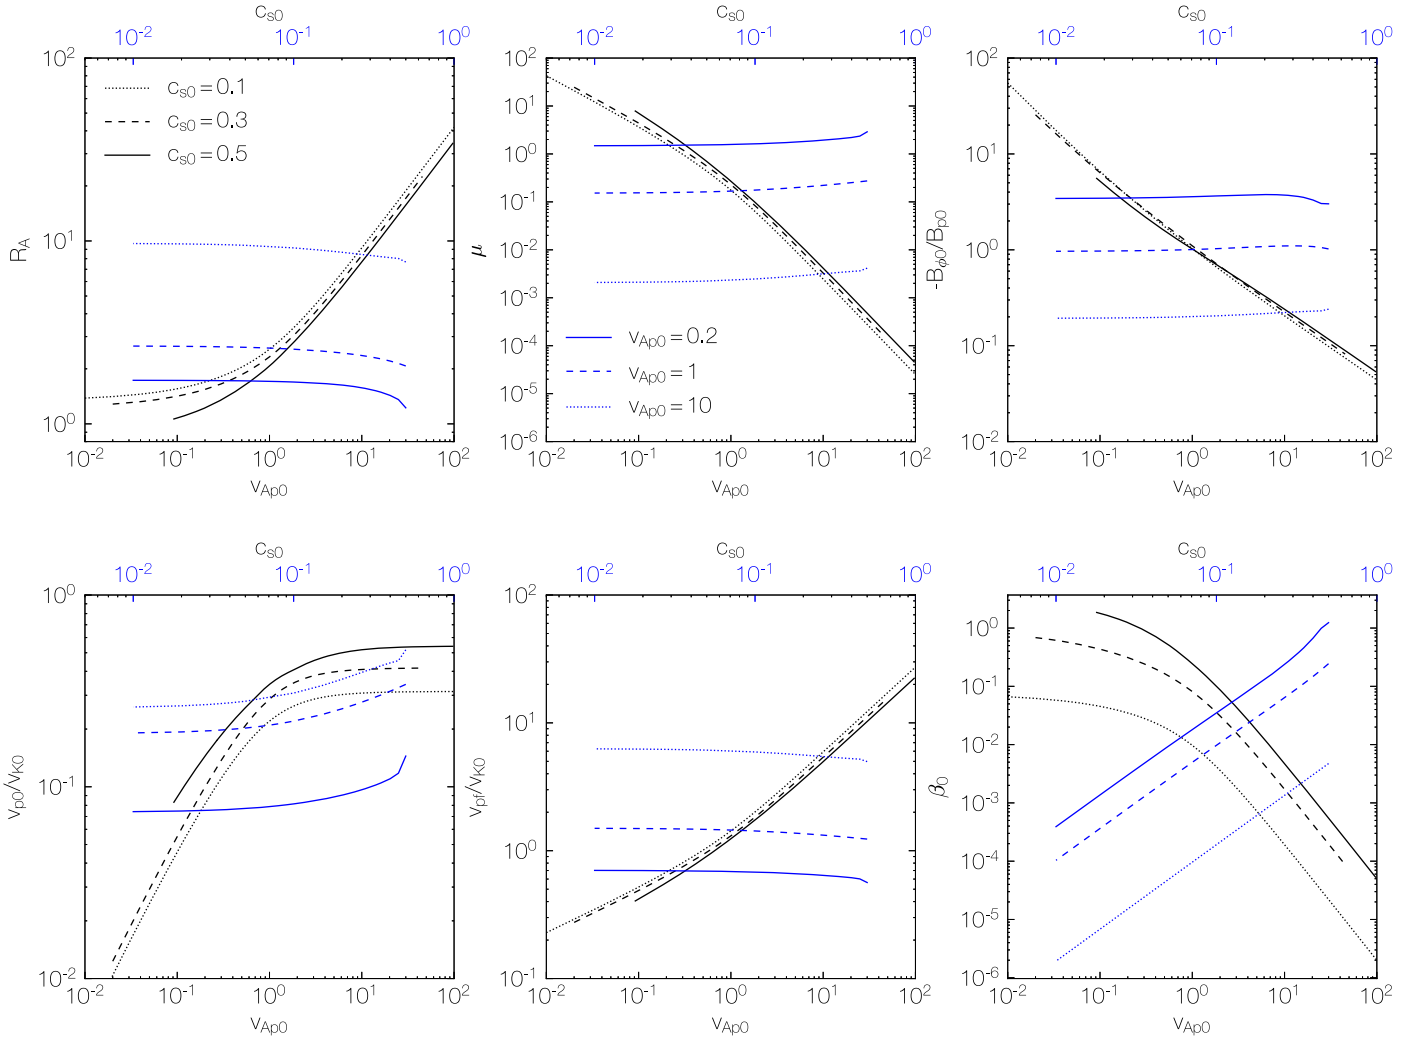 c_s0 c_s0 c_s0
10^-2 10^-1 10^0 10^-2 10^-1 10^0 10^-2 10^-1 10^0
R_A
10^2
10^1
10^0
c_s0 = 0.1
c_s0 = 0.3
c_s0 = 0.5
10^-2 10^-1 10^0 10^1 10^2
v_Ap0
μ
10^2
10^1
10^0
10^-1
10^-2
10^-3
10^-4
10^-5
10^-6
v_Ap0 = 0.2
v_Ap0 = 1
v_Ap0 = 10
10^-2 10^-1 10^0 10^1 10^2
v_Ap0
-B_ϕ0/B_p0
10^2
10^1
10^0
10^-1
10^-2
10^-2 10^-1 10^0 10^1 10^2
v_Ap0
c_s0 c_s0 c_s0
10^-2 10^-1 10^0 10^-2 10^-1 10^0 10^-2 10^-1 10^0
v_p0/v_K0
10^0
10^-1
10^-2
10^-2 10^-1 10^0 10^1 10^2
v_Ap0
v_pf/v_K0
10^2
10^1
10^0
10^-1
10^-2 10^-1 10^0 10^1 10^2
v_Ap0
β_0
10^0
10^-1
10^-2
10^-3
10^-4
10^-5
10^-6
10^-2 10^-1 10^0 10^1 10^2
v_Ap0